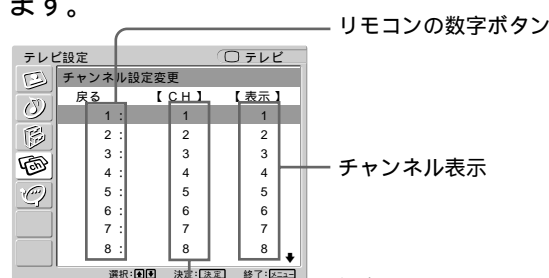 ます。
リモコンの数字ボタン
テレビ設定 テレビ
チャンネル設定変更
戻る 【CH】 【表示】
1： 1 1
2： 2 2
3： 3 3
チャンネル表示
4： 4 4
5： 5 5
6： 6 6
7： 7 7
8： 8 8
選択： 決定：決定 終了：メニュー